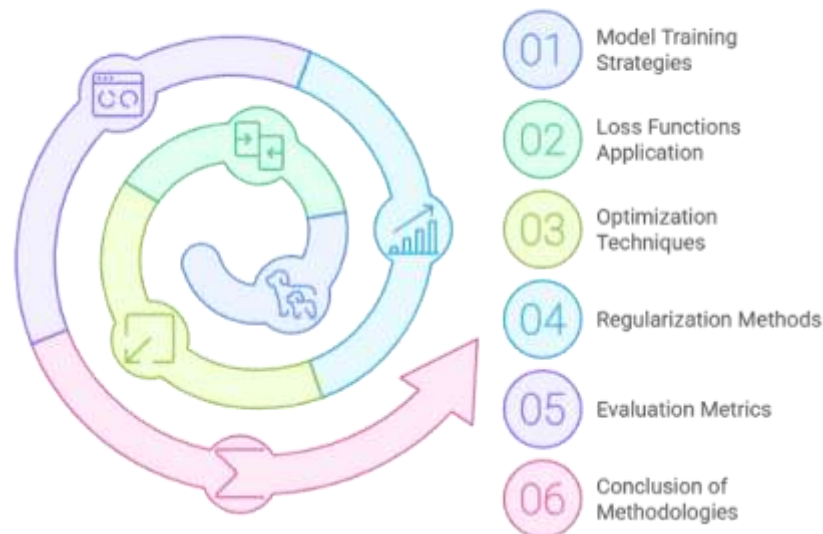 01
Model Training
Strategies
02
Loss Functions
Application
03
Optimization
Techniques
04
Regularization Methods
05
Evaluation Metrics
06
Conclusion of
Methodologies